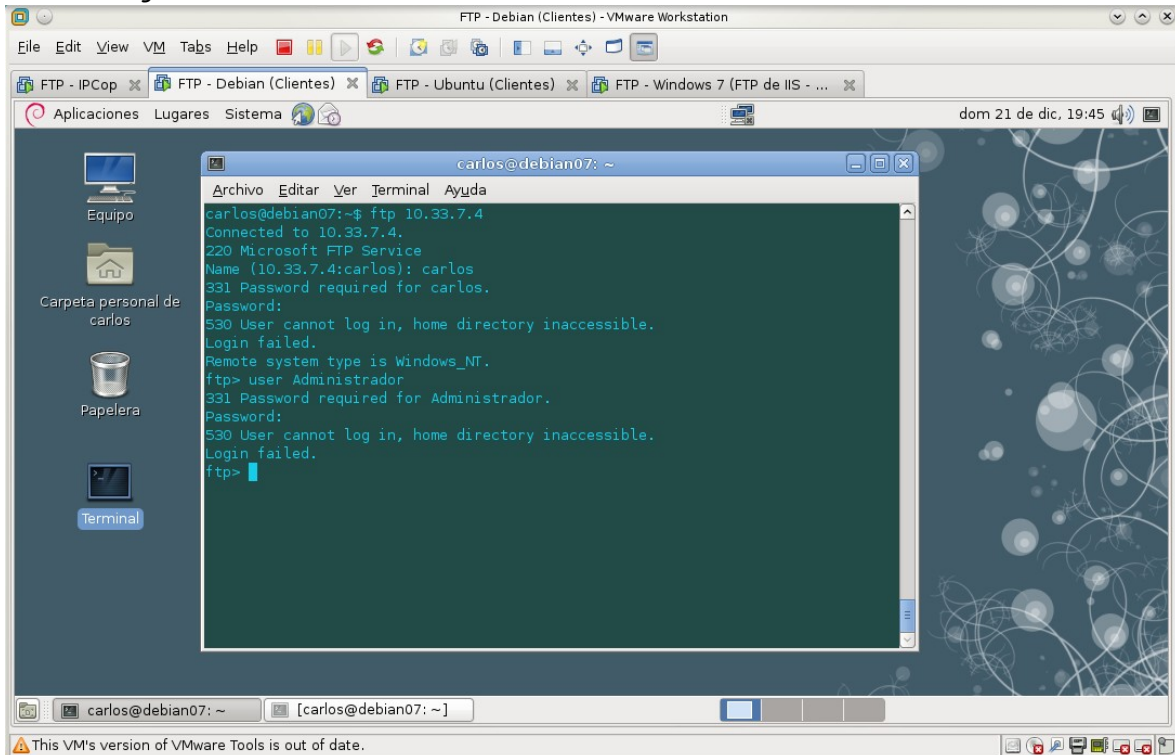 FTP - Debian (Clientes) - VMware Workstation
File Edit View VM Tabs Help
FTP - IPCop FTP - Debian (Clientes) FTP - Ubuntu (Clientes) FTP - Windows 7 (FTP de IIS - ...
Aplicaciones Lugares Sistema dom 21 de dic, 19:45
Equipo
Carpeta personal de
carlos
Papelera
Terminal
carlos@debian07: ~
Archivo Editar Ver Terminal Ayuda
carlos@debian07:~$ ftp 10.33.7.4
Connected to 10.33.7.4.
220 Microsoft FTP Service
Name (10.33.7.4:carlos): carlos
331 Password required for carlos.
Password:
530 User cannot log in, home directory inaccessible.
Login failed.
Remote system type is Windows_NT.
ftp> user Administrador
331 Password required for Administrador.
Password:
530 User cannot log in, home directory inaccessible.
Login failed.
ftp>
carlos@debian07: ~ [carlos@debian07: ~]
This VM's version of VMware Tools is out of date.